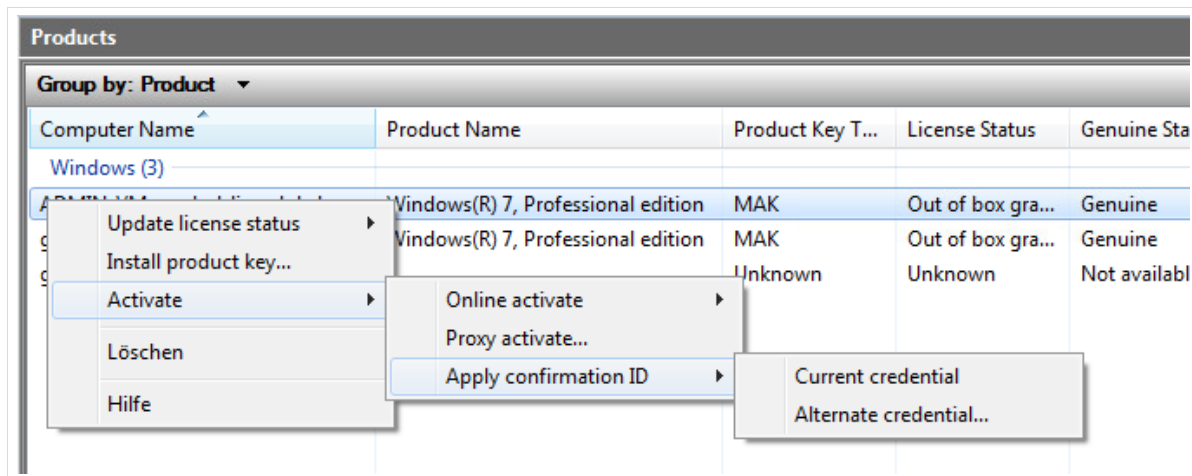 Products
Group by: Product
Computer Name Product Name Product Key T... License Status Genuine Sta
Windows (3)
Windows(R) 7, Professional edition MAK Out of box gra... Genuine
Windows(R) 7, Professional edition MAK Out of box gra... Genuine
Unknown Unknown Not availabl
Update license status
Install product key...
Activate
Löschen
Hilfe
Online activate
Proxy activate...
Apply confirmation ID
Current credential
Alternate credential...